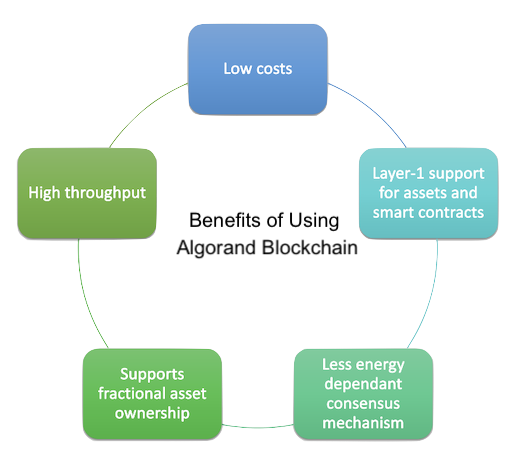 Low costs
Layer-1 support
for assets and
smart contracts
Less energy
dependant
consensus
mechanism
Supports
fractional asset
ownership
High throughput
Benefits of Using
Algorand Blockchain